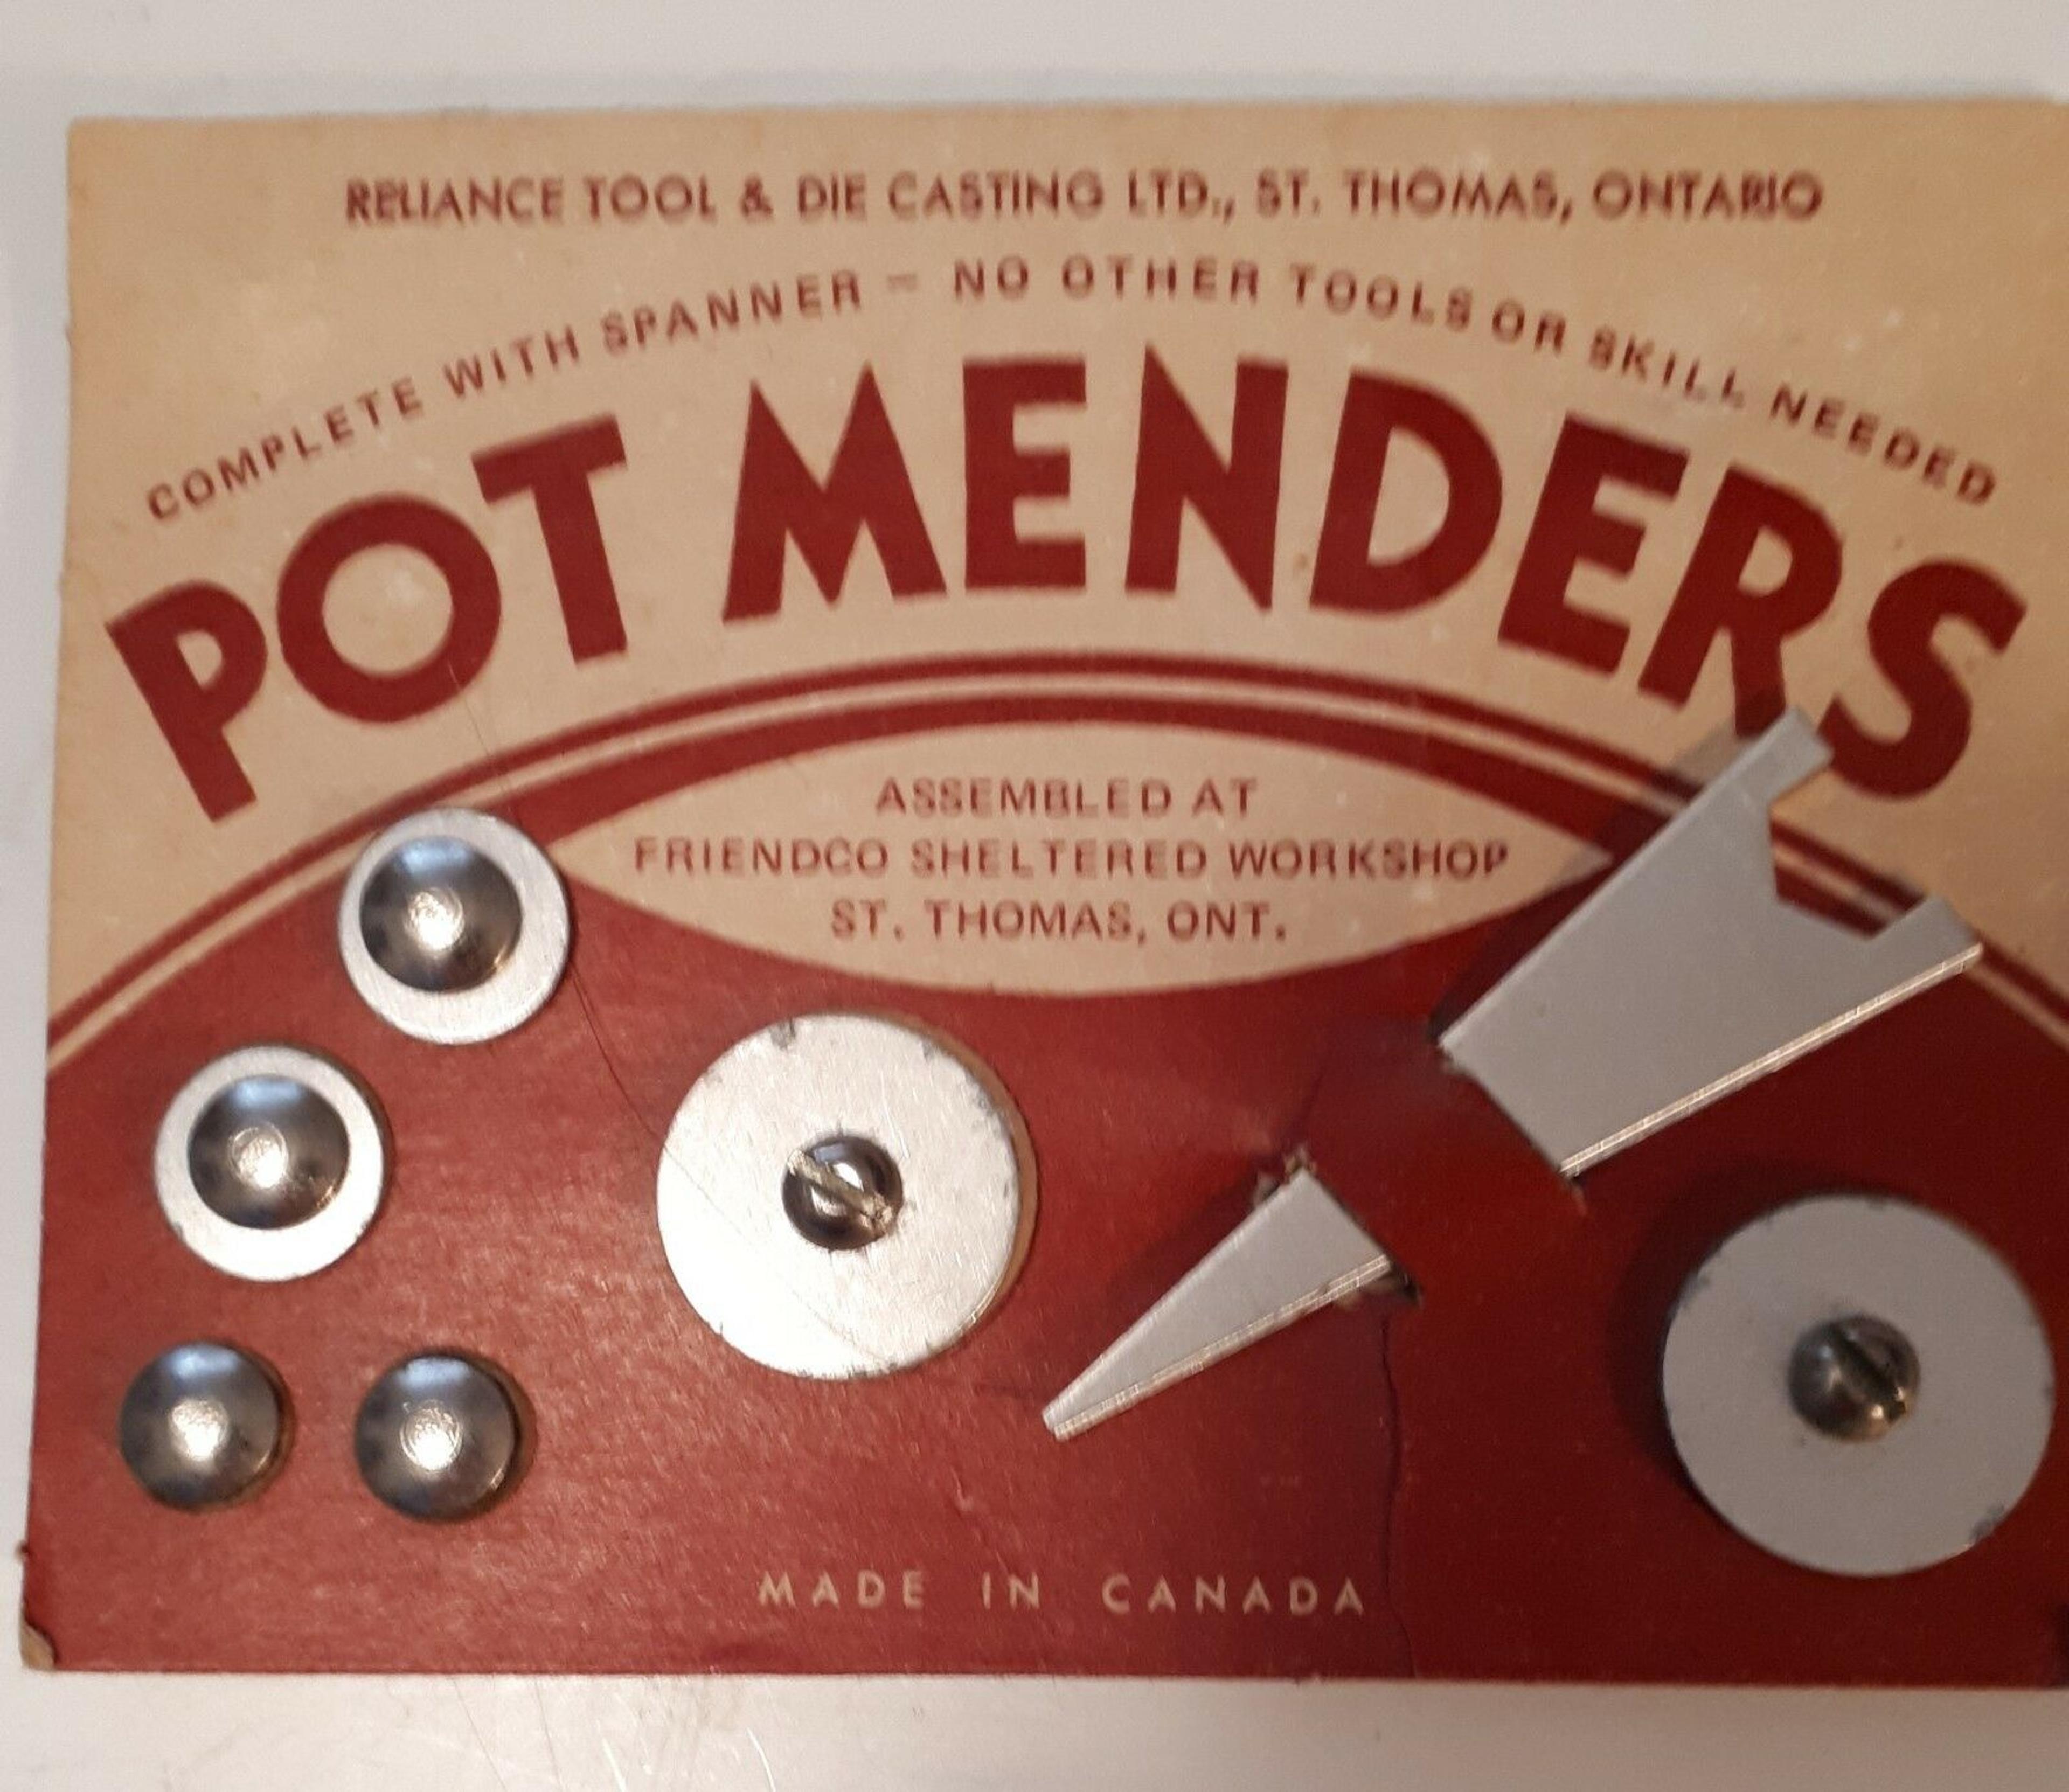 RELIANCE TOOL & DIE CASTING LTD., ST. THOMAS, ONTARIO
COMPLETE WITH SPANNER – NO OTHER TOOLS OR SKILL NEEDED
POT MENDERS
ASSEMBLED AT
FRIENDCO SHELTERED WORKSHOP
ST. THOMAS, ONT.
MADE IN CANADA